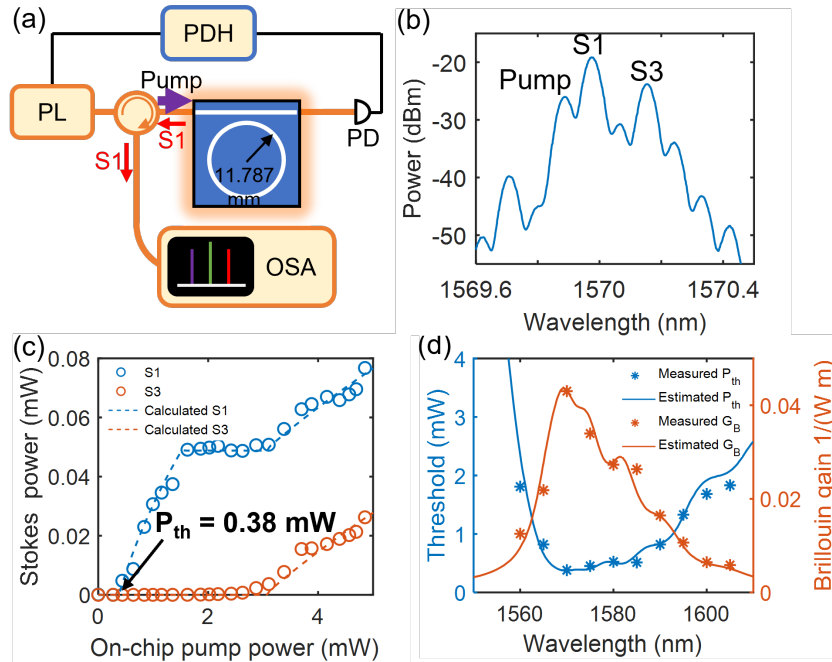 (a)
PDH
PL
Pump
S1
S1
PD
11.787
mm
OSA
(b)
Power (dBm)
-20
-30
-40
-50
Pump
S1
S3
1569.6
1570
1570.4
Wavelength (nm)
(c)
Stokes power (mW)
0.08
0.06
0.04
0.02
0
S1
S3
Calculated S1
Calculated S3
P_th = 0.38 mW
0
2
4
On-chip pump power (mW)
(d)
Threshold (mW)
4
3
2
1
0
Measured P_th
Estimated P_th
Measured G_B
Estimated G_B
0.04
0.02
0
Brillouin gain 1/(W m)
1560
1580
1600
Wavelength (nm)